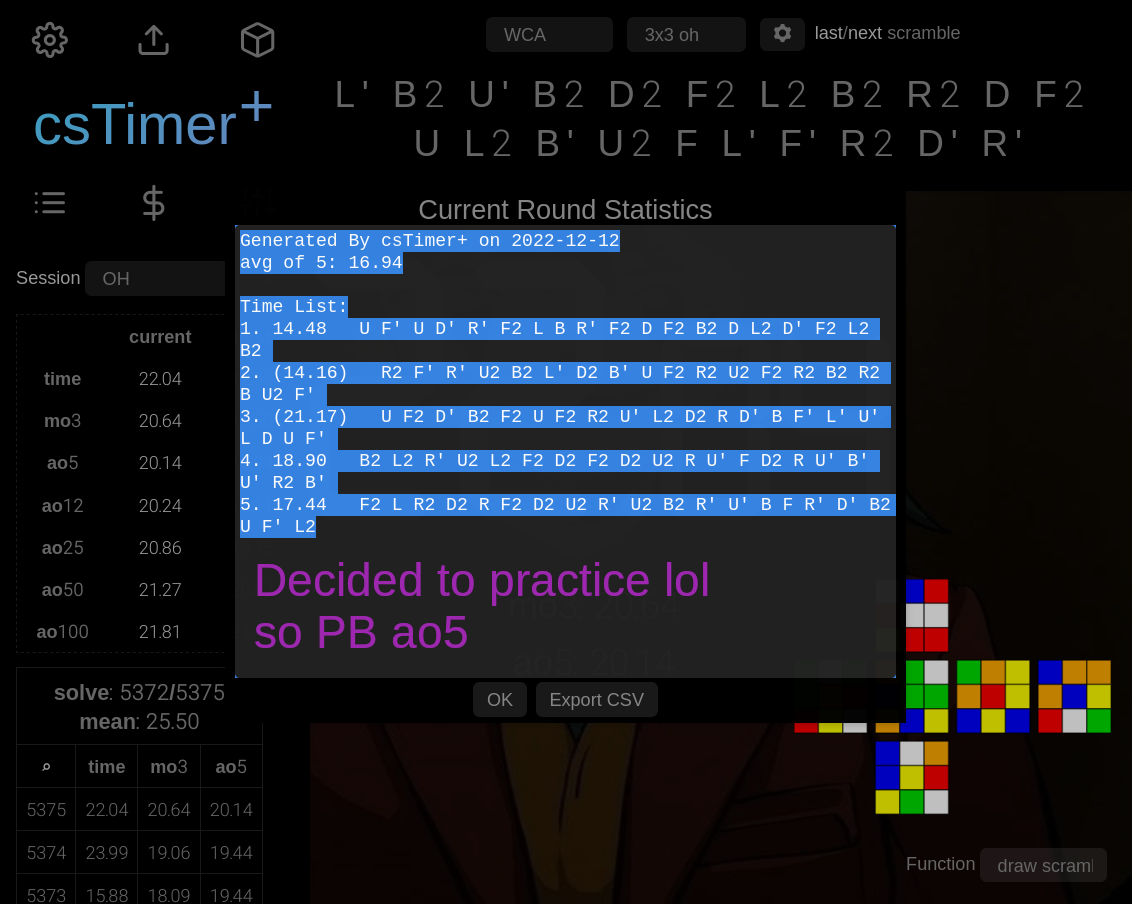 WCA
3x3 oh
last/next scramble
L' B2 U' B2 D2 F2 L2 B2 R2 D F2
U L2 B' U2 F L' F' R2 D' R'
csTimer+
Current Round Statistics
Session OH
current
time 22.04
mo3 20.64
ao5 20.14
ao12 20.24
ao25 20.86
ao50 21.27
ao100 21.81
solve: 5372/5375
mean: 25.50
time mo3 ao5
5375 22.04 20.64 20.14
5374 23.99 19.06 19.44
5373 15.88 18.09 19.44
Generated By csTimer+ on 2022-12-12
avg of 5: 16.94
Time List:
1. 14.48 U F' U D' R' F2 L B R' F2 D F2 B2 D L2 D' F2 L2
B2
2. (14.16) R2 F' R' U2 B2 L' D2 B' U F2 R2 U2 F2 R2 B2 R2
B U2 F'
3. (21.17) U F2 D' B2 F2 U F2 R2 U' L2 D2 R D' B F' L' U'
L D U F'
4. 18.90 B2 L2 R' U2 L2 F2 D2 F2 D2 U2 R U' F D2 R U' B'
U' R2 B'
5. 17.44 F2 L R2 D2 R F2 D2 U2 R' U2 B2 R' U' B F R' D' B2
U F' L2
Decided to practice lol
so PB ao5
ao5: 20.14
OK
Export CSV
Function draw scraml